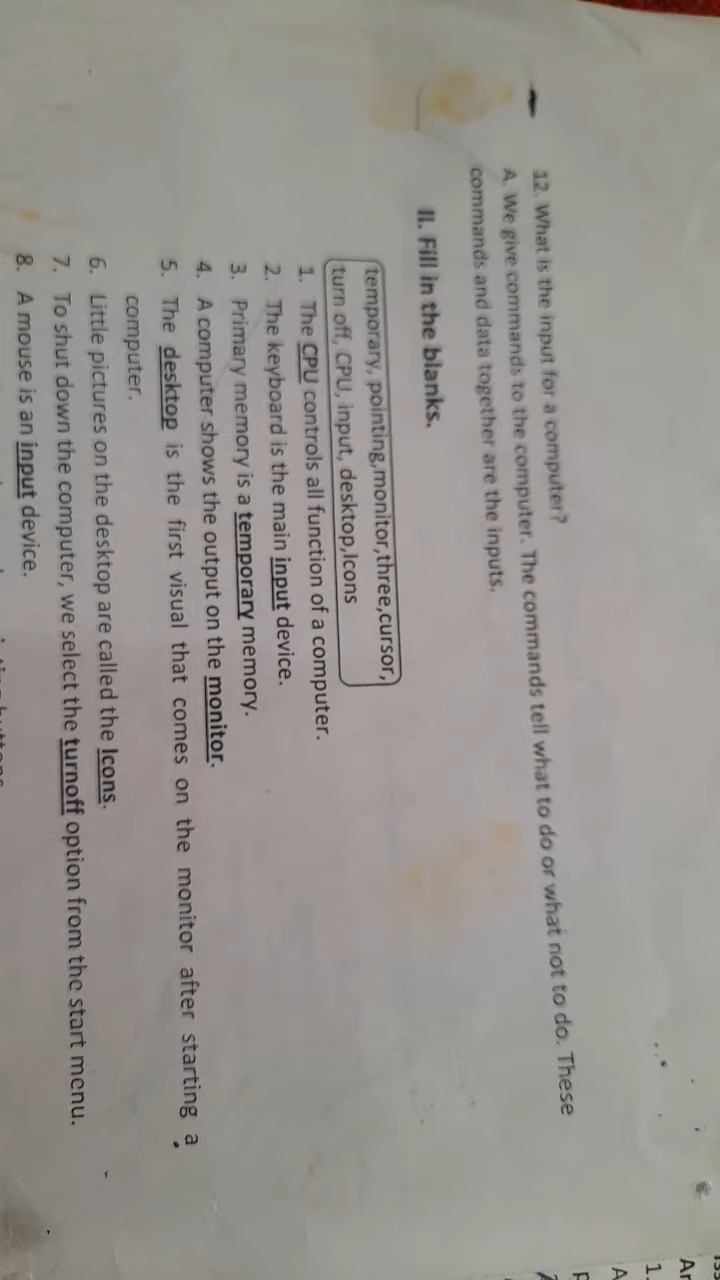 12. What is the input for a computer?
A. We give commands to the computer. The commands tell what to do or what not to do. These
commands and data together are the inputs.
II. Fill in the blanks.
temporary, pointing,monitor,three,cursor,
turn off, CPU, input, desktop,Icons
1. The CPU controls all function of a computer.
2. The keyboard is the main input device.
3. Primary memory is a temporary memory.
4. A computer shows the output on the monitor.
5. The desktop is the first visual that comes on the monitor after starting a
computer.
6. Little pictures on the desktop are called the Icons.
7. To shut down the computer, we select the turnoff option from the start menu.
8. A mouse is an input device.